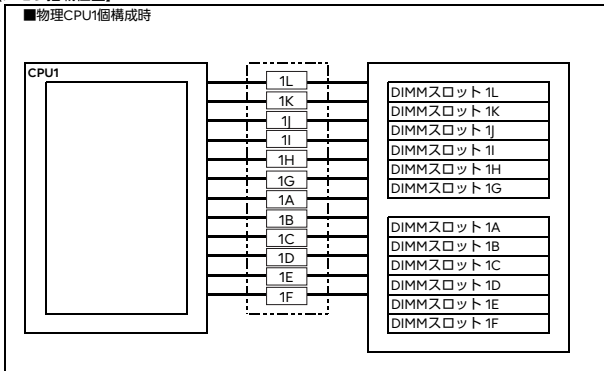 ■物理CPU1個構成時
CPU1
1L
1K
1J
1I
1H
1G
1A
1B
1C
1D
1E
1F
DIMMスロット 1L
DIMMスロット 1K
DIMMスロット 1J
DIMMスロット 1I
DIMMスロット 1H
DIMMスロット 1G
DIMMスロット 1A
DIMMスロット 1B
DIMMスロット 1C
DIMMスロット 1D
DIMMスロット 1E
DIMMスロット 1F